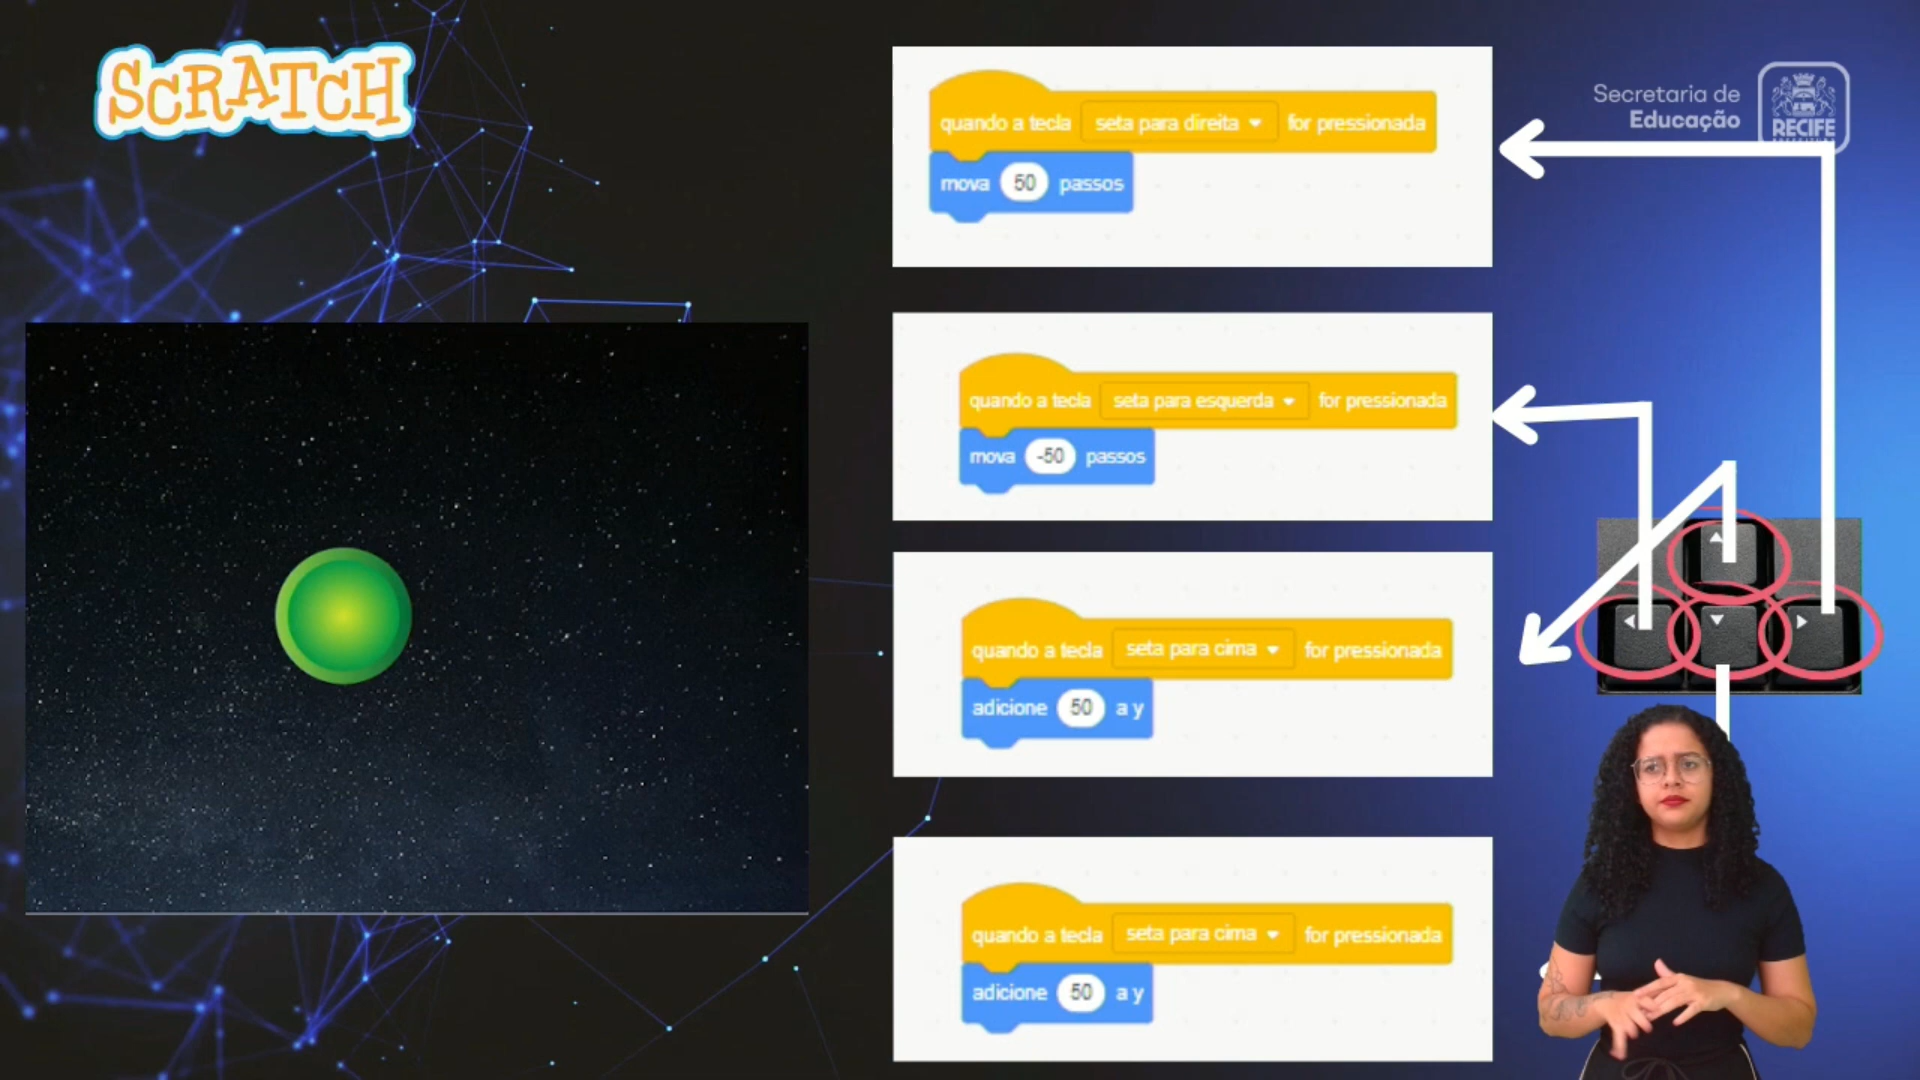 SCRATCH
Secretaria de
Educação
RECIFE
quando a tecla seta para direita for pressionada
mova 50 passos
quando a tecla seta para esquerda for pressionada
mova -50 passos
quando a tecla seta para cima for pressionada
adicione 50 a y
quando a tecla seta para cima for pressionada
adicione 50 a y